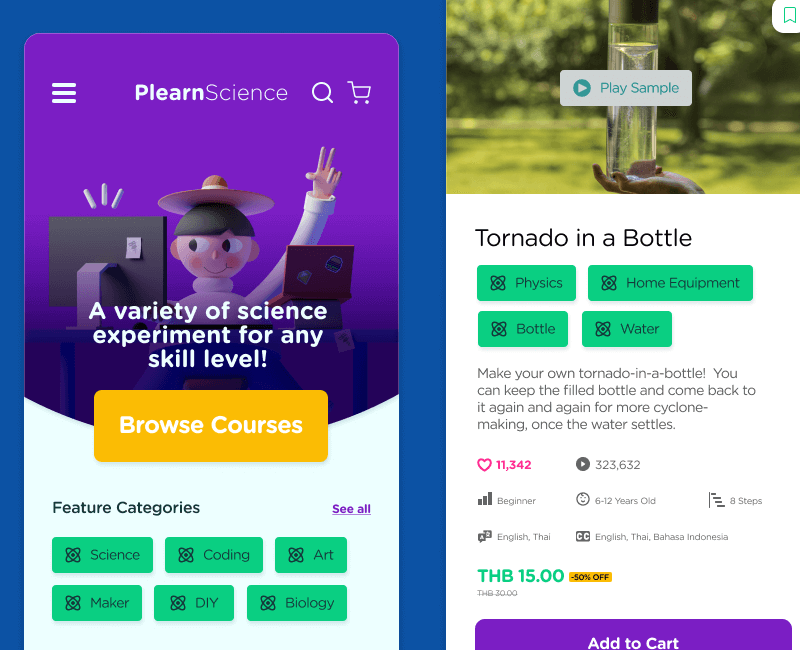 PlearnScience
A variety of science
experiment for any
skill level!
Browse Courses
Feature Categories
See all
Science
Coding
Art
Maker
DIY
Biology
Play Sample
Tornado in a Bottle
Physics
Home Equipment
Bottle
Water
Make your own tornado-in-a-bottle! You
can keep the filled bottle and come back to
it again and again for more cyclone-
making, once the water settles.
11,342
323,632
Beginner
6-12 Years Old
8 Steps
English, Thai
CC
English, Thai, Bahasa Indonesia
THB 15.00
-50% OFF
THB 30.00
Add to Cart